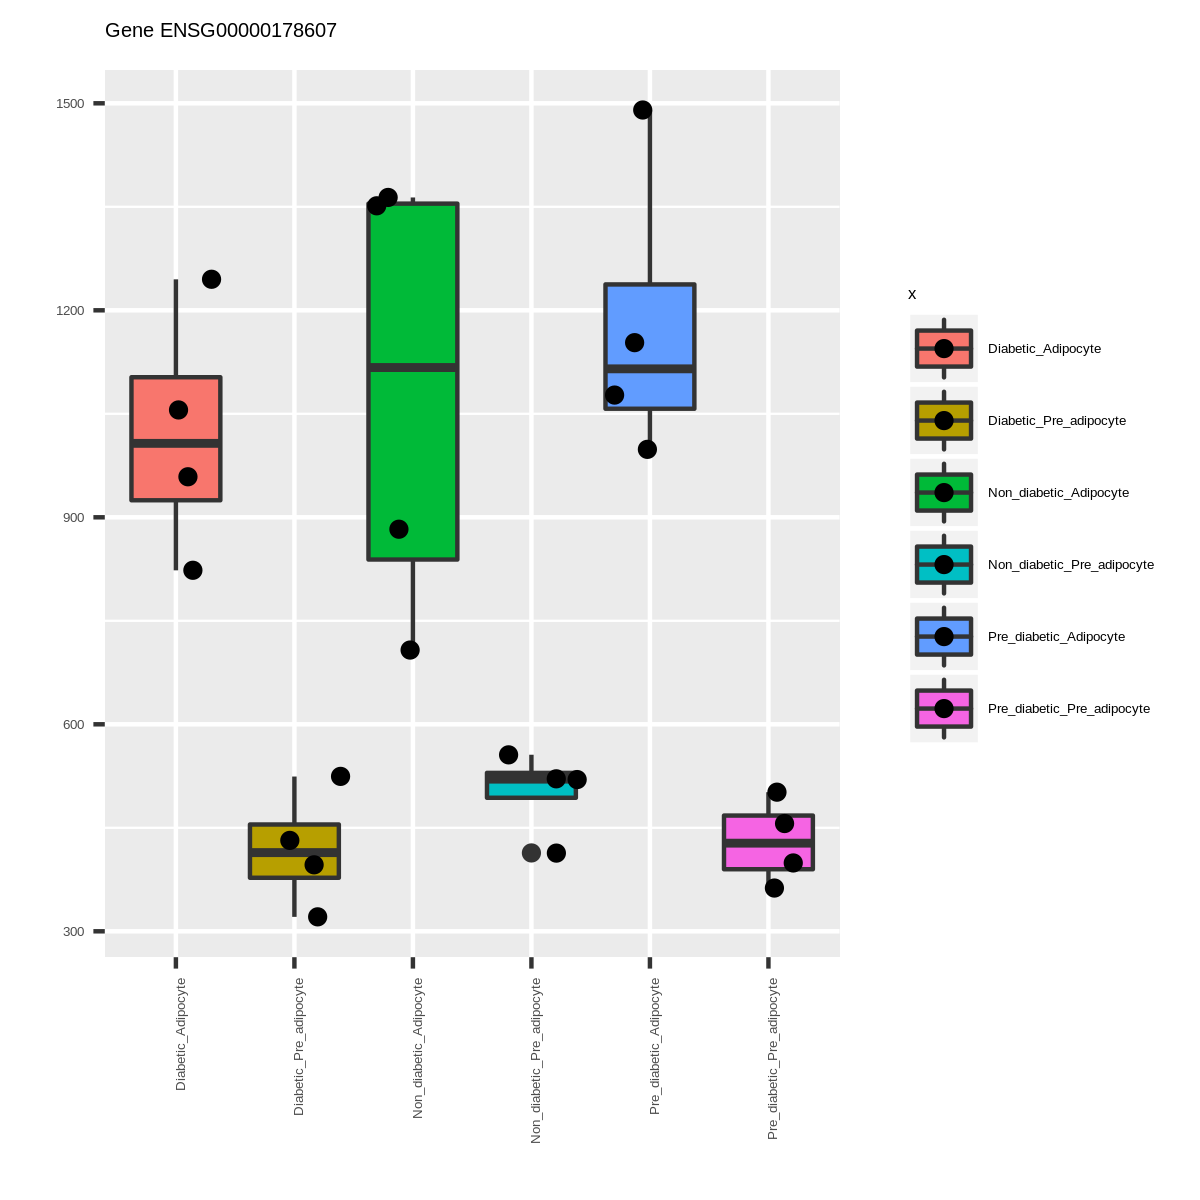 Gene ENSG00000178607
1500
1200
900
600
300
Diabetic_Adipocyte
Diabetic_Pre_adipocyte
Non_diabetic_Adipocyte
Non_diabetic_Pre_adipocyte
Pre_diabetic_Adipocyte
Pre_diabetic_Pre_adipocyte
x
Diabetic_Adipocyte
Diabetic_Pre_adipocyte
Non_diabetic_Adipocyte
Non_diabetic_Pre_adipocyte
Pre_diabetic_Adipocyte
Pre_diabetic_Pre_adipocyte